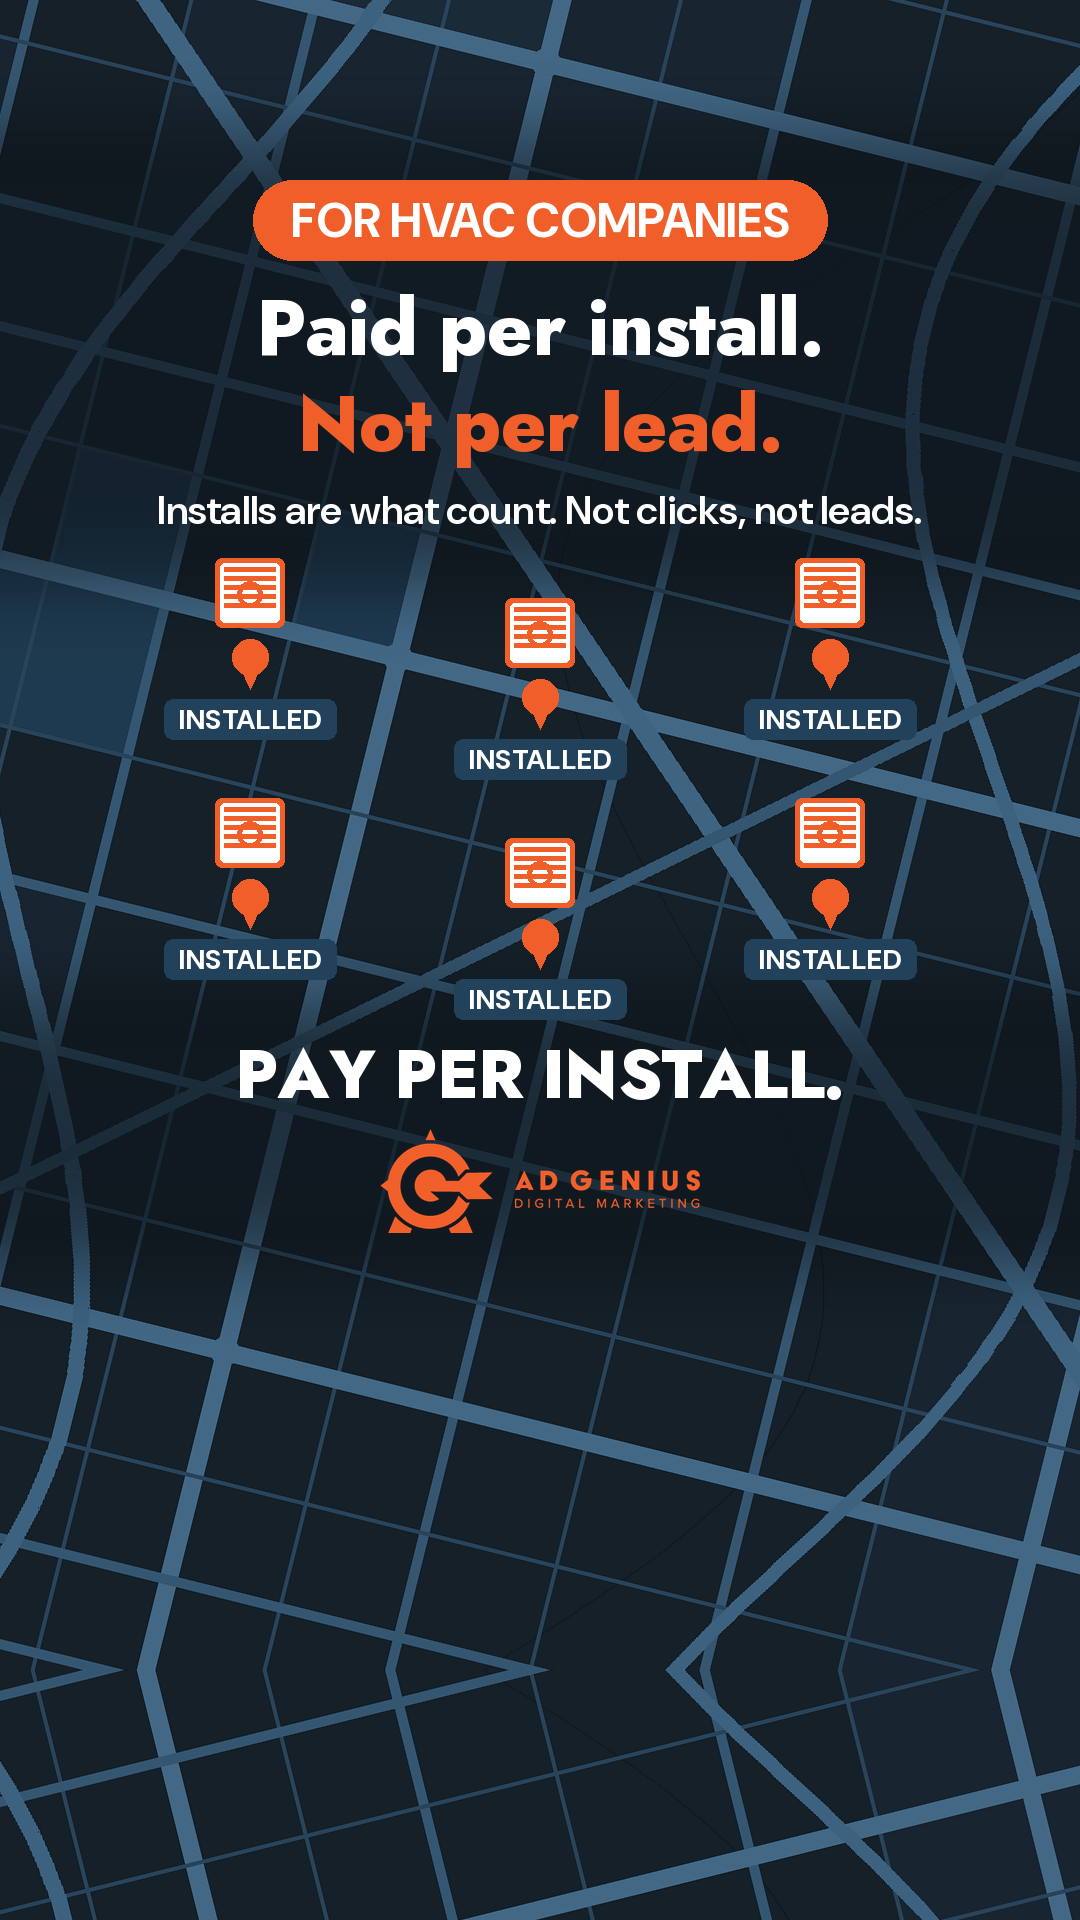 FOR HVAC COMPANIES
Paid per install.
Not per lead.
Installs are what count. Not clicks, not leads.
INSTALLED
INSTALLED
INSTALLED
INSTALLED
INSTALLED
INSTALLED
PAY PER INSTALL.
AD GENIUS
DIGITAL MARKETING